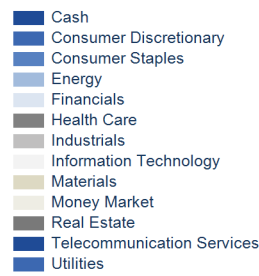 Cash
Consumer Discretionary
Consumer Staples
Energy
Financials
Health Care
Industrials
Information Technology
Materials
Money Market
Real Estate
Telecommunication Services
Utilities